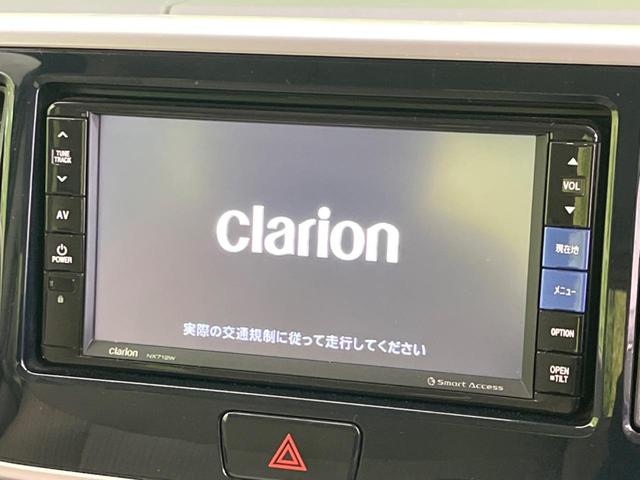 TUNE
TRACK
AV
POWER
clarion
実際の交通規制に従って走行してください
clarion NX712W
Smart Access
VOL
現在地
メニュー
OPTION
OPEN
TILT